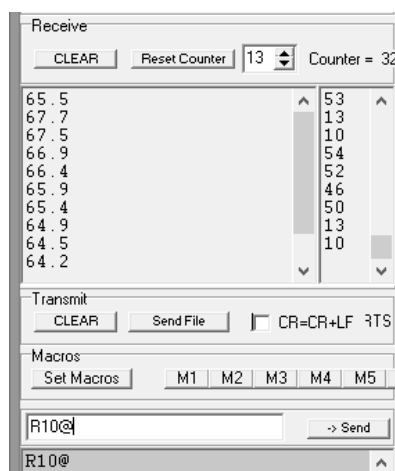 Receive
CLEAR Reset Counter 13 Counter = 32
65.5 53
67.7 13
67.5 10
66.9 54
66.4 52
65.9 46
65.4 50
64.9 13
64.5 10
64.2
Transmit
CLEAR Send File CR=CR+LF RTS
Macros
Set Macros M1 M2 M3 M4 M5
R10@ -> Send
R10@